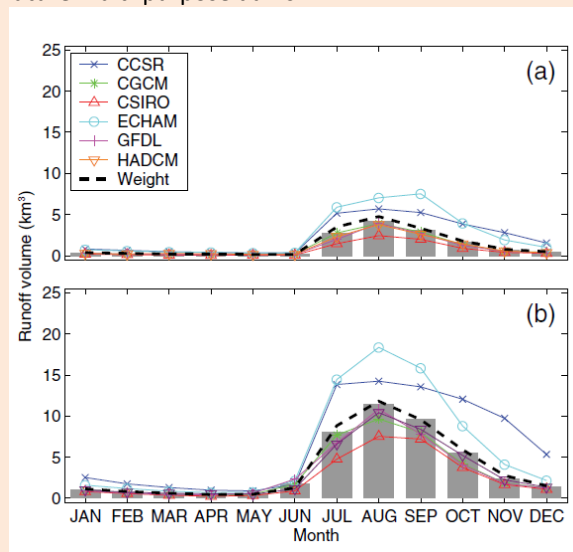 25
(a)
CCSR
CGCM
20
CSIRO
ECHAM
15
GFDL
HADCM
10
Weight
5
0
Runoff volume (km³)
25
(b)
20
15
10
5
0
JAN FEB MAR APR MAY JUN JUL AUG SEP OCT NOV DEC
Month